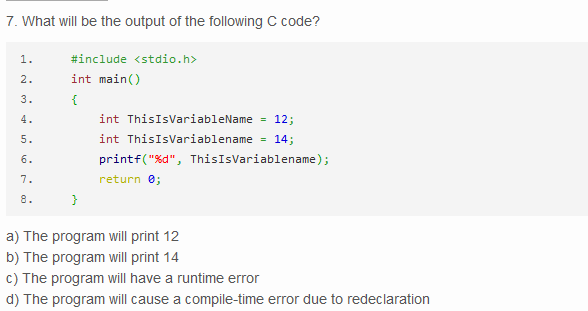 7. What will be the output of the following C code?
1. #include <stdio.h>
2. int main()
3. {
4. int ThisIsVariableName = 12;
5. int ThisIsVariablename = 14;
6. printf("%d", ThisIsVariablename);
7. return 0;
8. }
a) The program will print 12
b) The program will print 14
c) The program will have a runtime error
d) The program will cause a compile-time error due to redeclaration